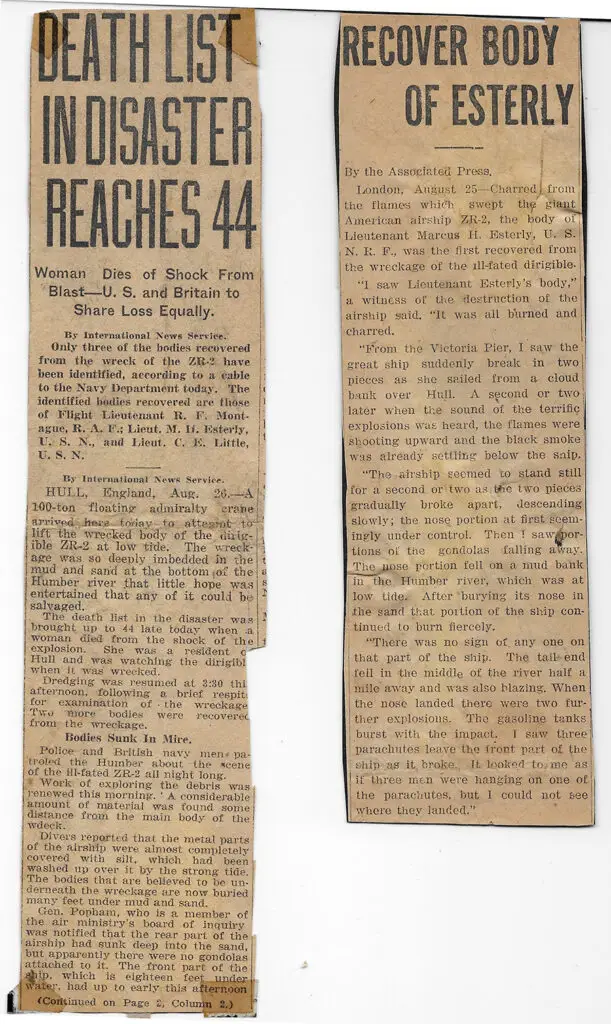 DEATH LIST
IN DISASTER
REACHES 44
Woman Dies of Shock From
Blast—U. S. and Britain to
Share Loss Equally.
By International News Service.
Only three of the bodies recovered
from the wreck of the ZR-2 have
been identified, according to a cable
to the Navy Department today. The
identified bodies recovered are those
of Flight Lieutenant R. F. Mont-
ague, R. A. F.; Lieut. M. H. Esterly,
U. S. N., and Lieut. C. E. Little,
U. S. N.
By International News Service.
HULL, England, Aug. 26.—A
100-ton floating admiralty crane
arrived here today to attempt to
lift the wrecked body of the dirig-
ible ZR-2 at low tide. The wreck-
age was so deeply imbedded in the
mud and sand at the bottom of the
Humber river that little hope was
entertained that any of it could be
salvaged.
The death list in the disaster was
brought up to 44 late today when a
woman died from the shock of the
explosion. She was a resident o
Hull and was watching the dirigibl
when it was wrecked.
Dredging was resumed at 3:30 thi
afternoon, following a brief respit
for examination of the wreckage
Two more bodies were recovered
from the wreckage.
Bodies Sunk In Mire.
Police and British navy men pa-
troled the Humber about the scene
of the ill-fated ZR-2 all night long.
Work of exploring the debris was
renewed this morning. A considerable
amount of material was found some
distance from the main body of the
wdeck.
Divers reported that the metal parts
of the airship were almost completely
covered with silt, which had been
washed up over it by the strong tide.
The bodies that are believed to be un-
derneath the wreckage are now buried
many feet under mud and sand.
Gen. Popham, who is a member of
the air ministry's board of inquiry
was notified that the rear part of the
airship had sunk deep into the sand,
but apparently there were no gondolas
attached to it. The front part of the
ship, which is eighteen feet under
water, had up to early this afternoon
(Continued on Page 2, Column 2.)
RECOVER BODY
OF ESTERLY
By the Associated Press.
London, August 25—Charred from
the flames which swept the giant
American airship ZR-2, the body of
Lieutenant Marcus H. Esterly, U. S.
N. R. F., was the first recovered from
the wreckage of the ill-fated dirigible.
"I saw Lieutenant Esterly's body,"
a witness of the destruction of the
airship said. "It was all burned and
charred.
"From the Victoria Pier, I saw the
great ship suddenly break in two
pieces as she sailed from a cloud
bank over Hull. A second or two
later when the sound of the terrific
explosions was heard, the flames were
shooting upward and the black smoke
was already settling below the ship.
"The airship seemed to stand still
for a second or two as the two pieces
gradually broke apart, descending
slowly; the nose portion at first seem-
ingly under control. Then I saw por-
tions of the gondolas falling away.
The nose portion fell on a mud bank
in the Humber river, which was at
low tide. After burying its nose in
the sand that portion of the ship con-
tinued to burn fiercely.
"There was no sign of any one on
that part of the ship. The tail end
fell in the middle of the river half a
mile away and was also blazing. When
the nose landed there were two fur-
ther explosions. The gasoline tanks
burst with the impact. I saw three
parachutes leave the front part of the
ship as it broke. It looked to me as
if three men were hanging on one of
the parachutes, but I could not see
where they landed."